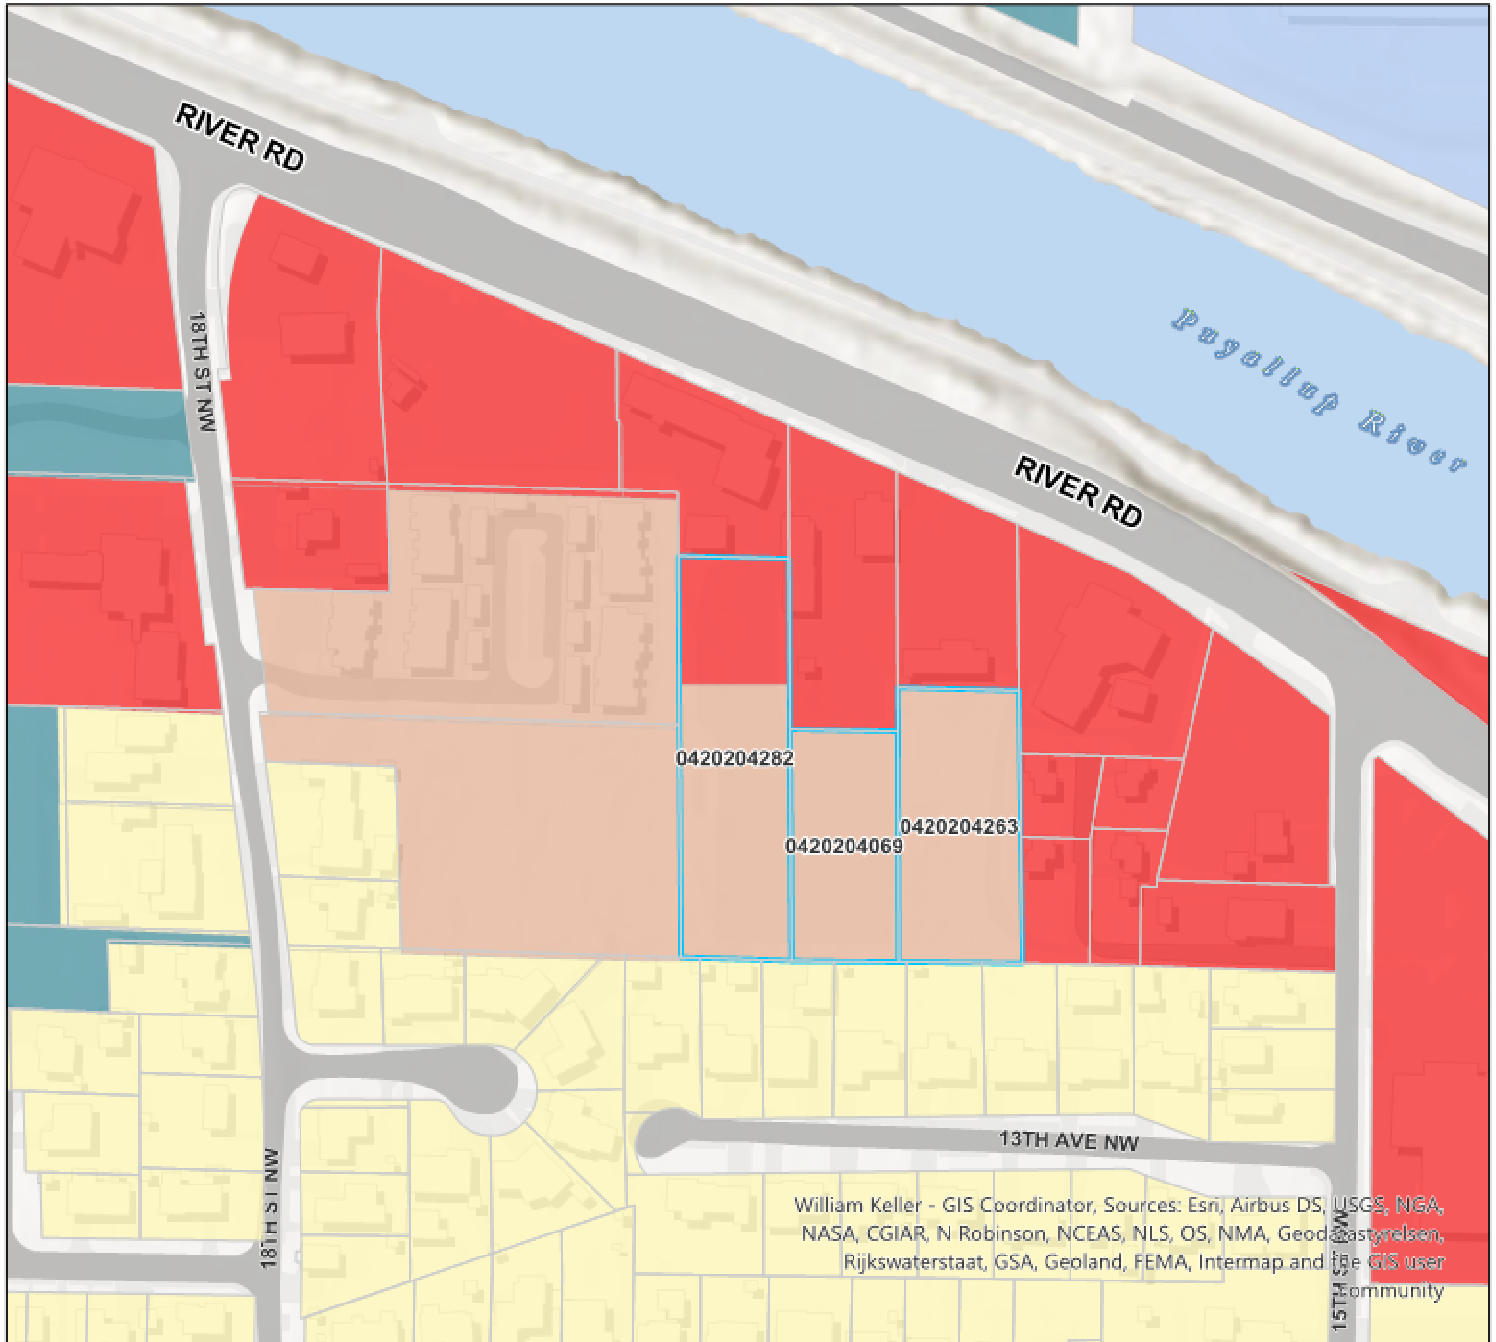 RIVER RD
18TH ST NW
Puyallup River
RIVER RD
0420204282
0420204263
0420204069
13TH AVE NW
18TH ST NW
15TH ST NW
William Keller - GIS Coordinator, Sources: Esri, Airbus DS, USGS, NGA,
NASA, CGIAR, N Robinson, NCEAS, NLS, OS, NMA, Geodatastyrelsen,
Rijkswaterstaat, GSA, Geoland, FEMA, Intermap and the GIS user
community